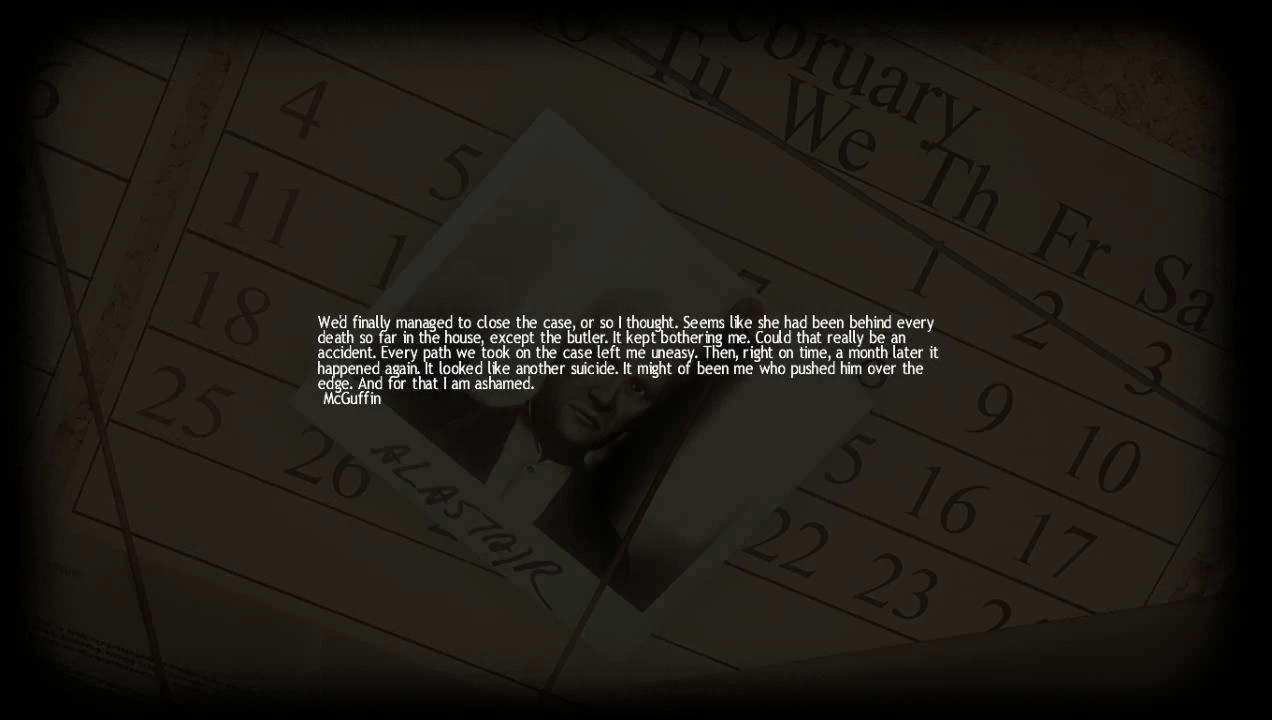 February
Tu We Th Fr Sa
1 2 3
4 5 7 8 9 10
11 15 16 17
18 22 23
25 26
We'd finally managed to close the case, or so I thought. Seems like she had been behind every
death so far in the house, except the butler. It kept bothering me. Could that really be an
accident. Every path we took on the case left me uneasy. Then, right on time, a month later it
happened again. It looked like another suicide. It might of been me who pushed him over the
edge. And for that I am ashamed.
McGuffin
ALASTAIR